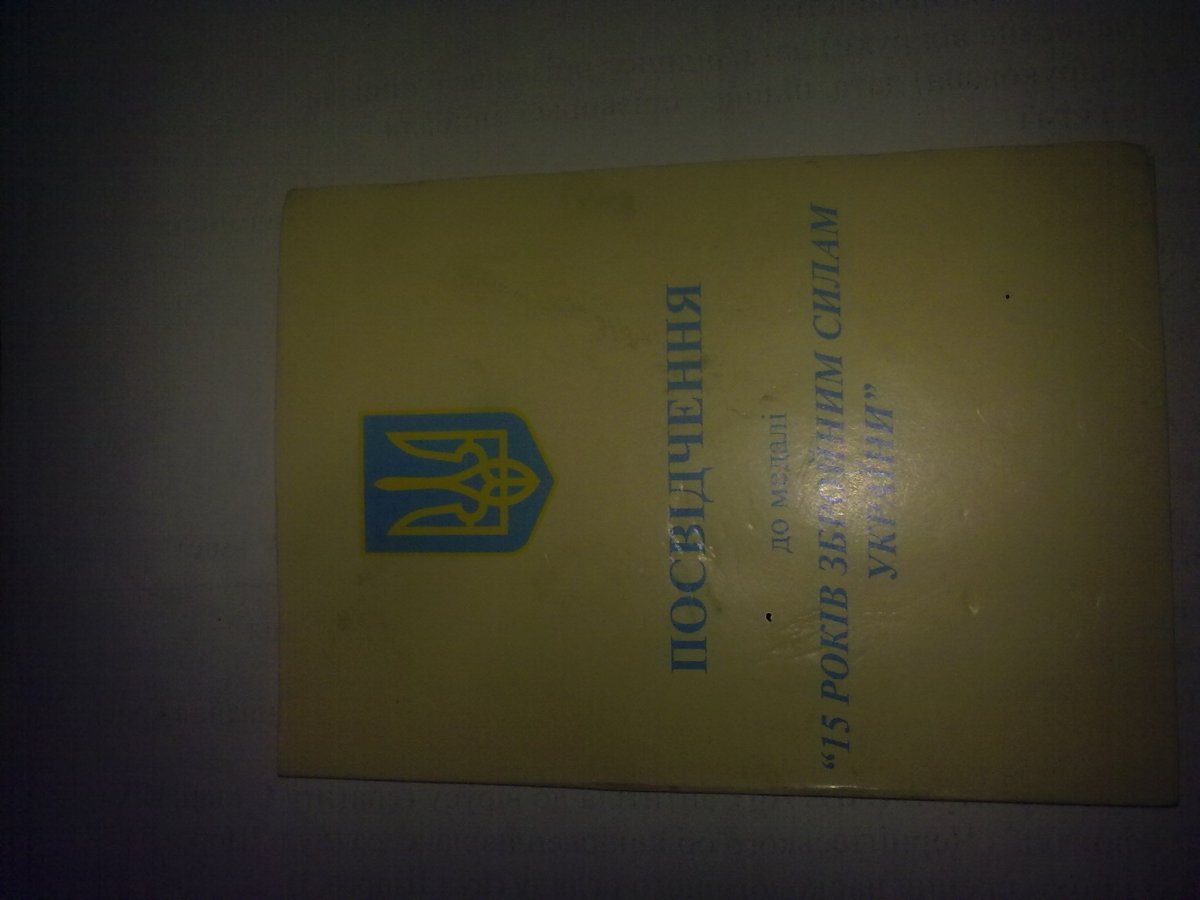 ПОСВІДЧЕННЯ
до медалі
“15 РОКІВ ЗБРОЙНИМ СИЛАМ
УКРАЇНИ”